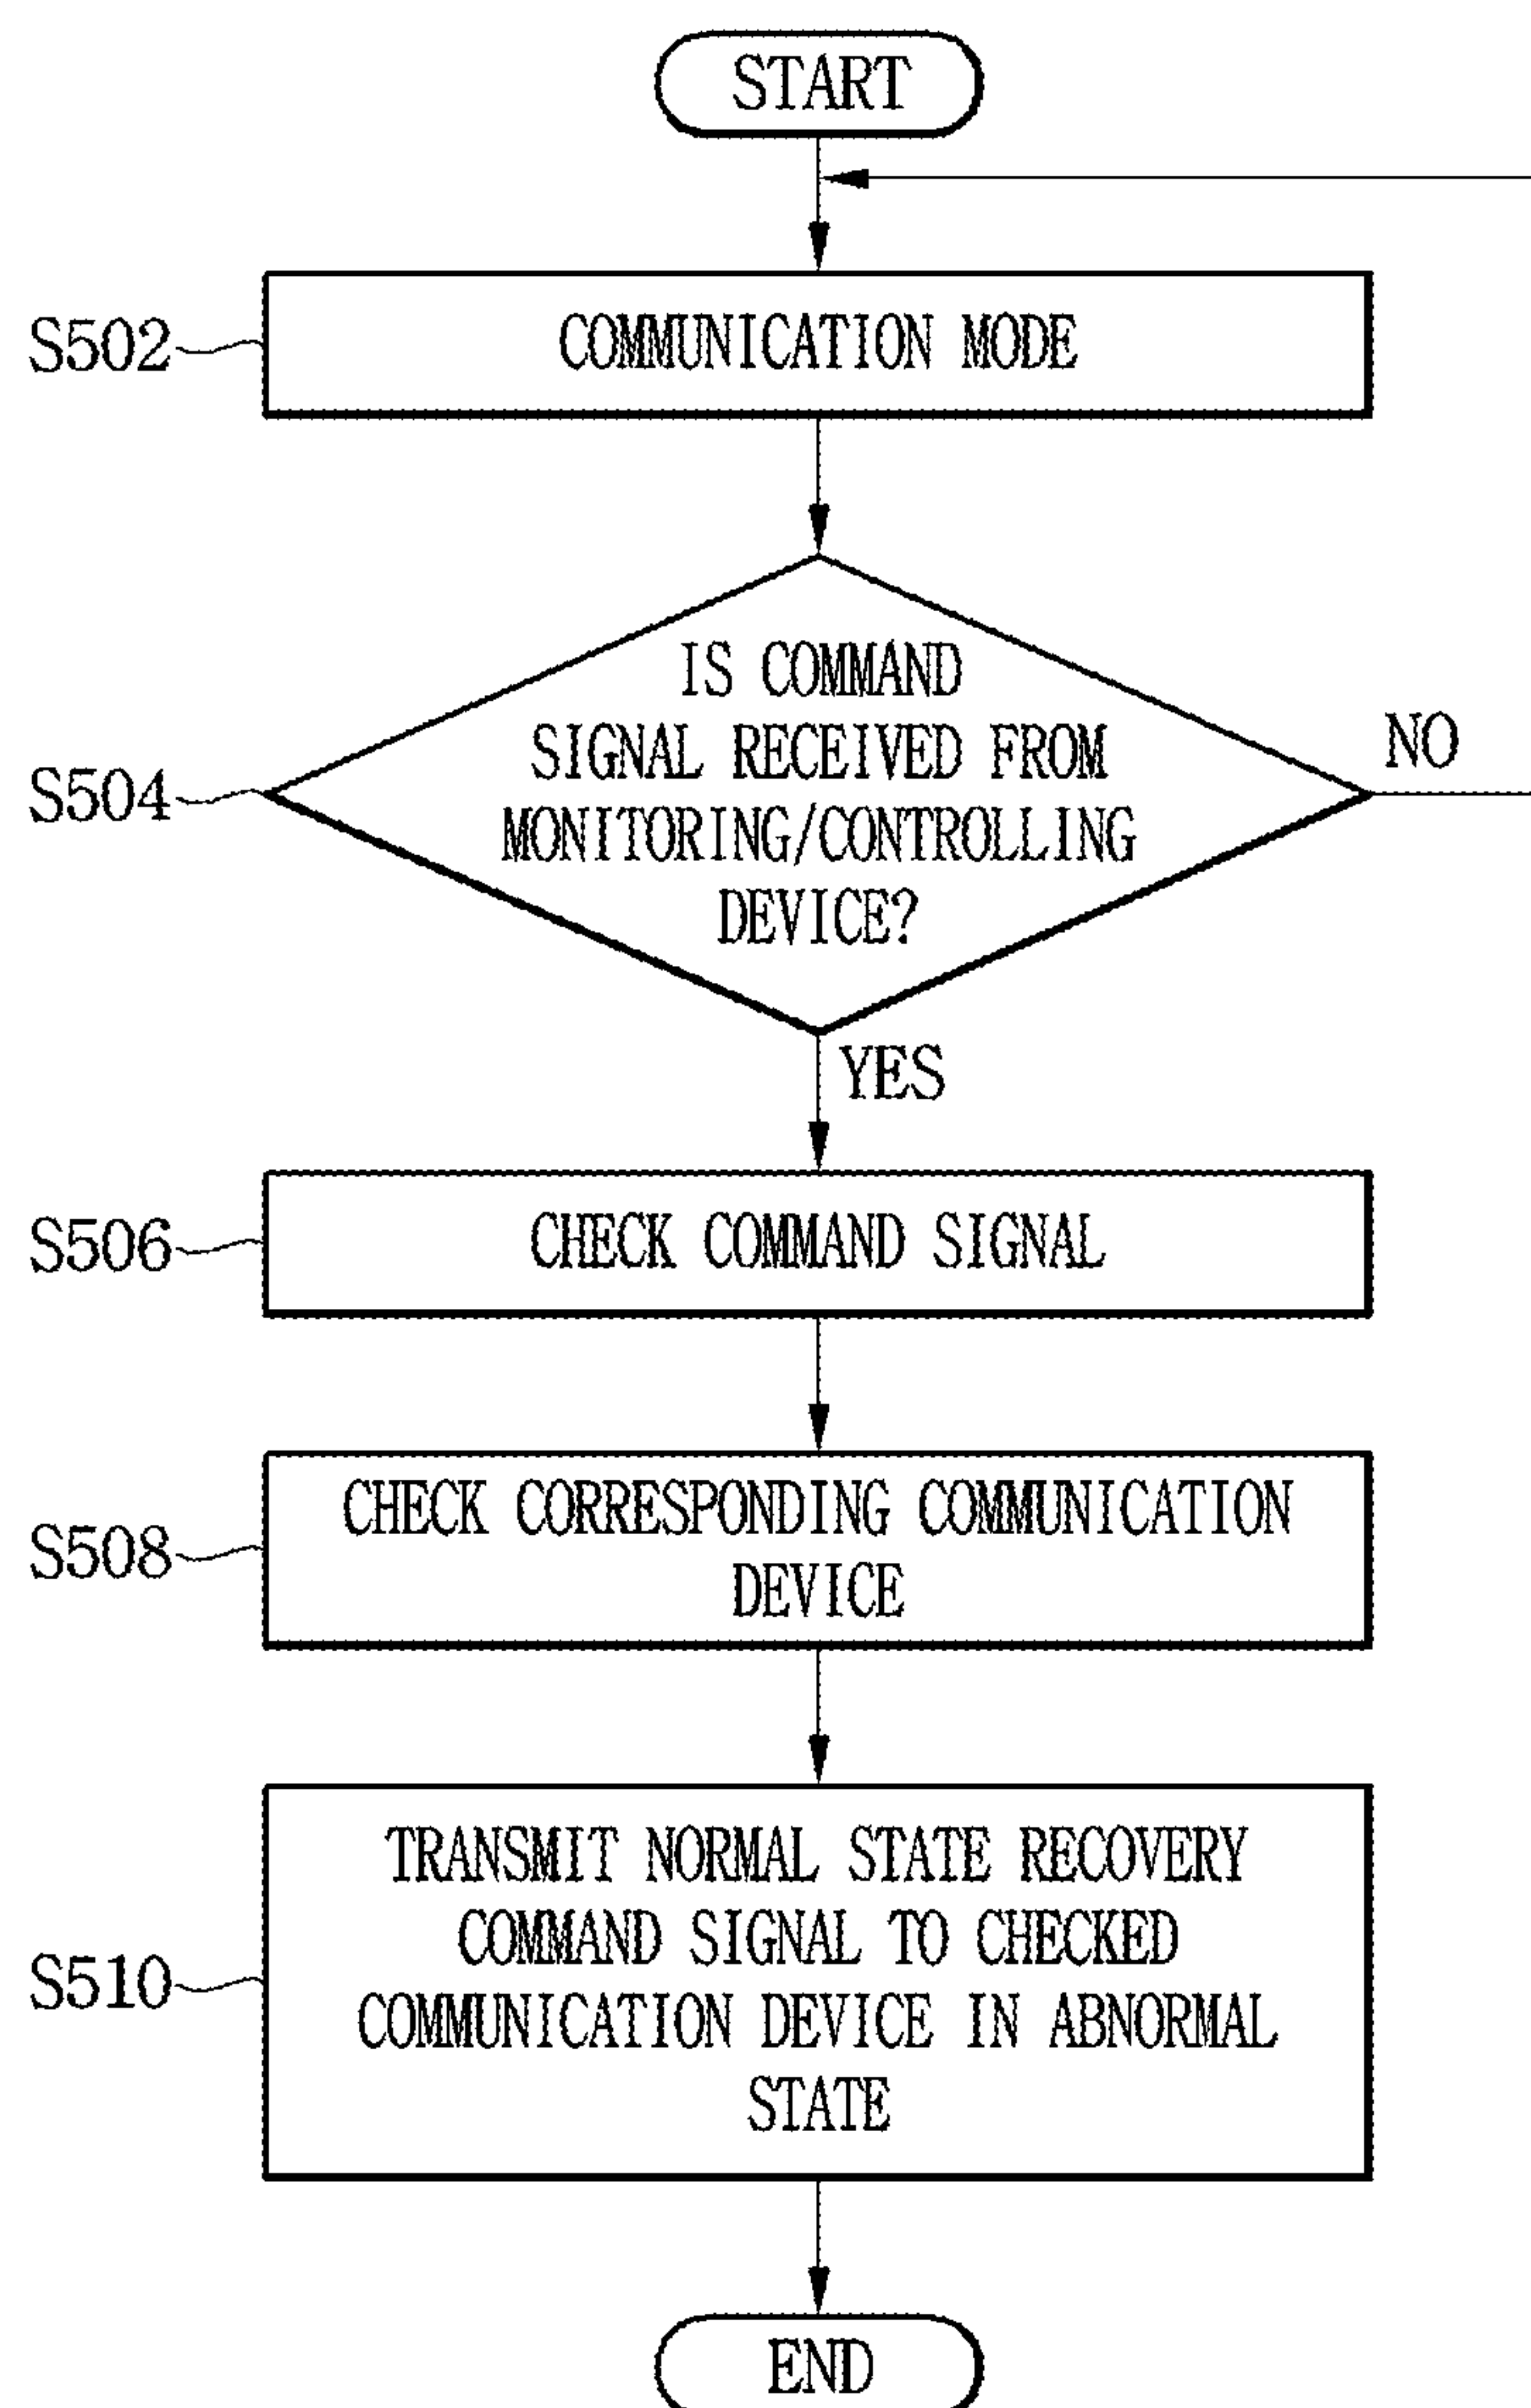 START
S502
COMMUNICATION MODE
S504
IS COMMAND
SIGNAL RECEIVED FROM
MONITORING/CONTROLLING
DEVICE?
NO
YES
S506
CHECK COMMAND SIGNAL
S508
CHECK CORRESPONDING COMMUNICATION
DEVICE
S510
TRANSMIT NORMAL STATE RECOVERY
COMMAND SIGNAL TO CHECKED
COMMUNICATION DEVICE IN ABNORMAL
STATE
END